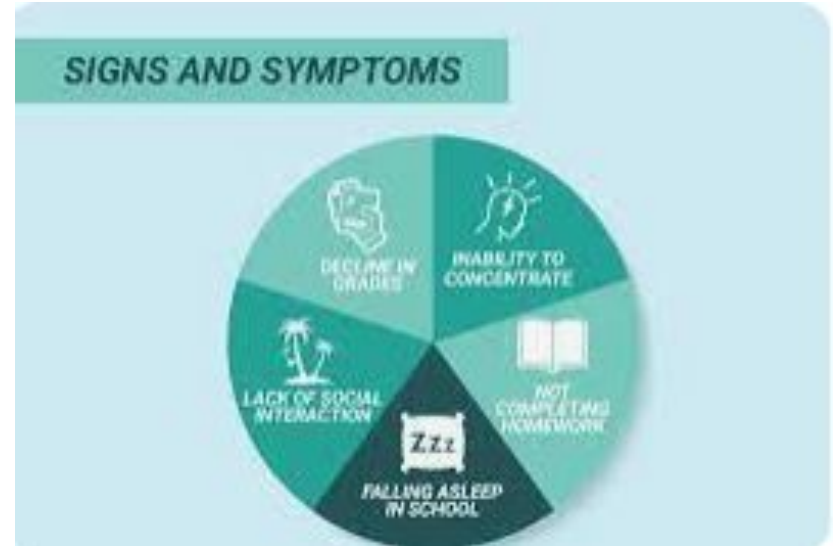 SIGNS AND SYMPTOMS
DECLINE IN
GRADES
INABILITY TO
CONCENTRATE
LACK OF SOCIAL
INTERACTION
NOT
COMPLETING
HOMEWORK
Zzz
FALLING ASLEEP
IN SCHOOL